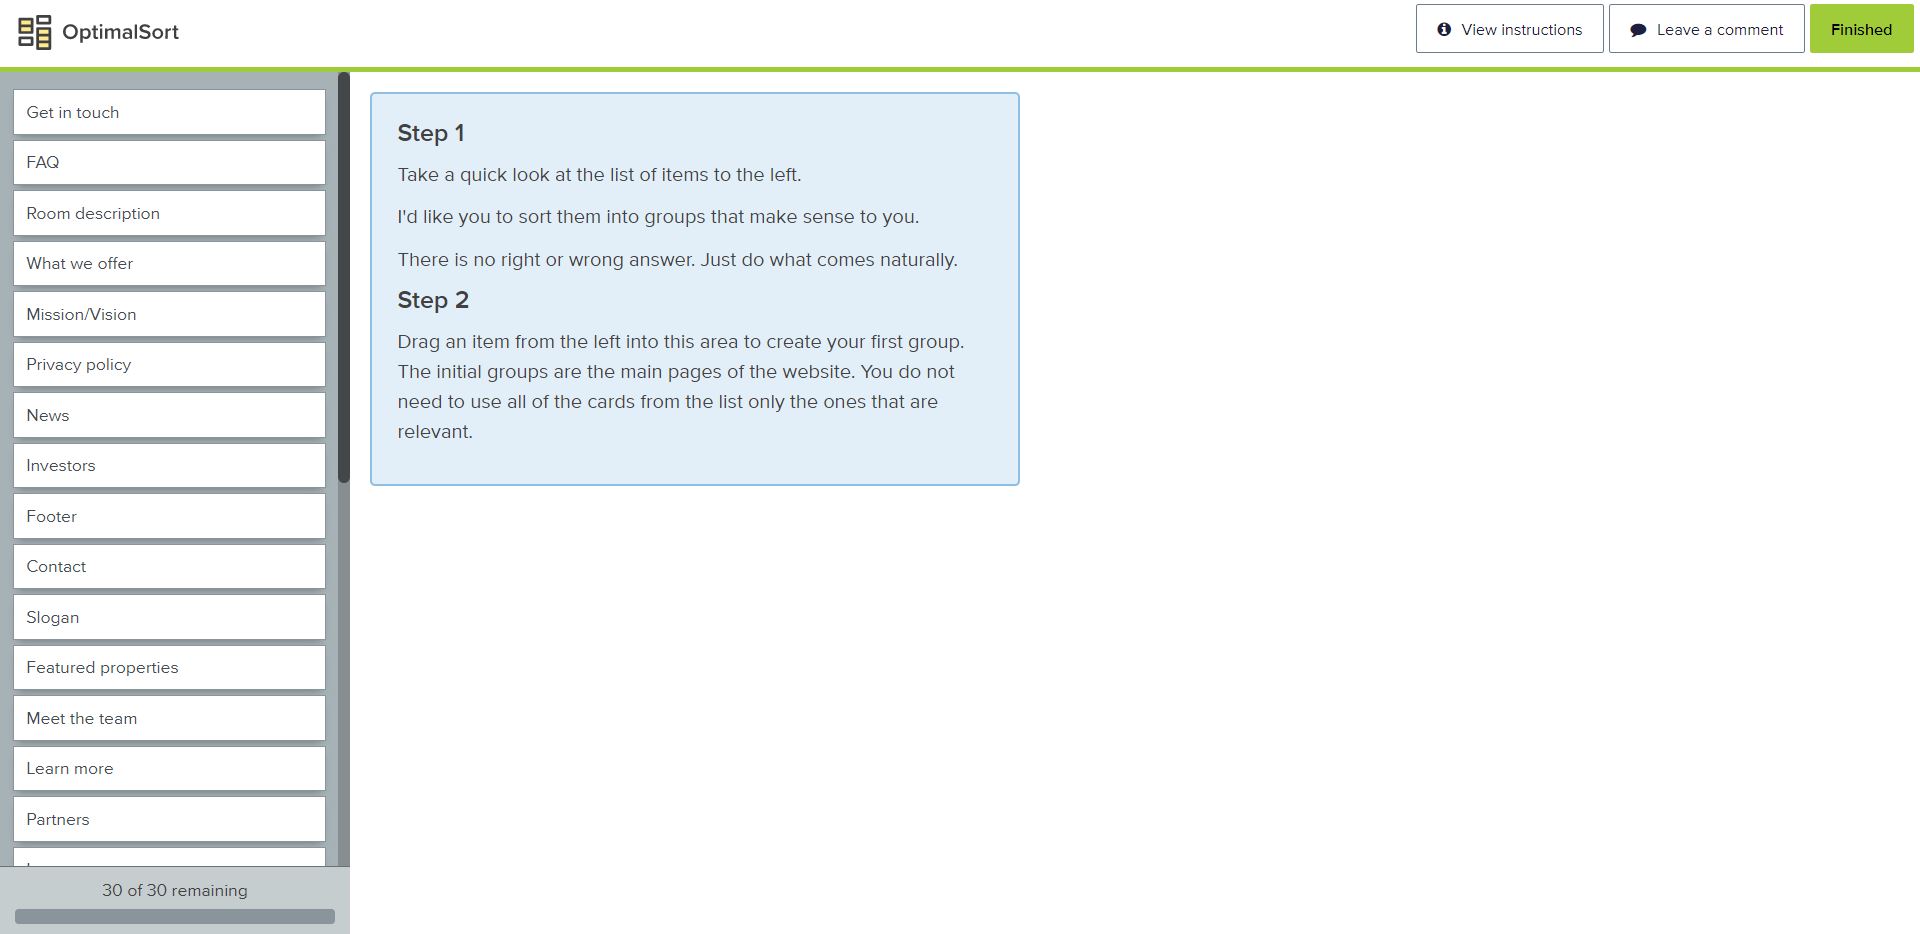 OptimalSort
View instructions
Leave a comment
Finished
Get in touch
FAQ
Room description
What we offer
Mission/Vision
Privacy policy
News
Investors
Footer
Contact
Slogan
Featured properties
Meet the team
Learn more
Partners
30 of 30 remaining
Step 1
Take a quick look at the list of items to the left.
I'd like you to sort them into groups that make sense to you.
There is no right or wrong answer. Just do what comes naturally.
Step 2
Drag an item from the left into this area to create your first group.
The initial groups are the main pages of the website. You do not
need to use all of the cards from the list only the ones that are
relevant.